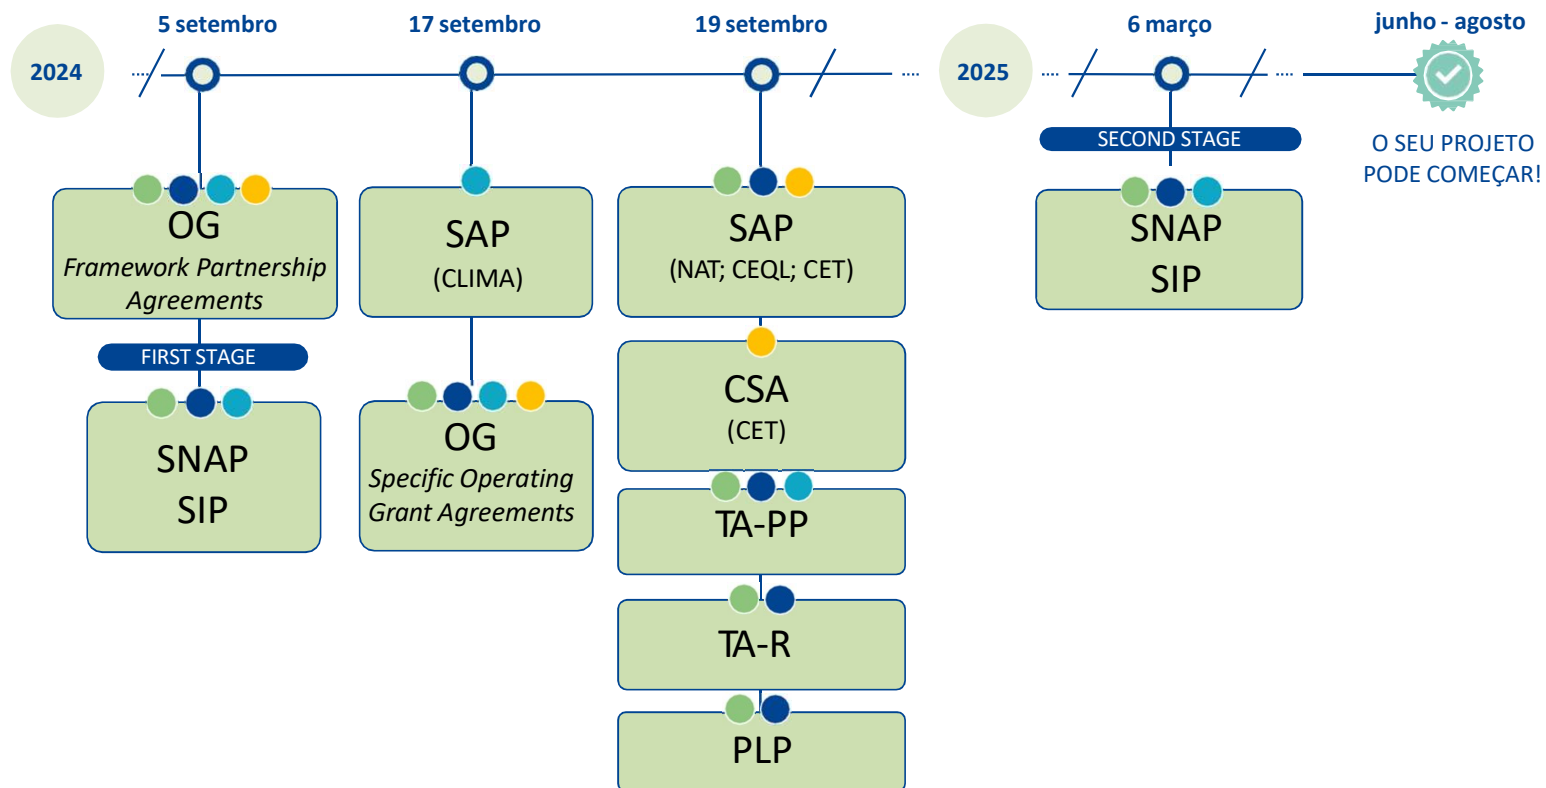 2024
5 setembro
17 setembro
19 setembro
2025
6 março
junho - agosto
OG
Framework Partnership
Agreements
FIRST STAGE
SNAP
SIP
SAP
(CLIMA)
OG
Specific Operating
Grant Agreements
SAP
(NAT; CEQL; CET)
CSA
(CET)
TA-PP
TA-R
PLP
SECOND STAGE
SNAP
SIP
O SEU PROJETO
PODE COMEÇAR!